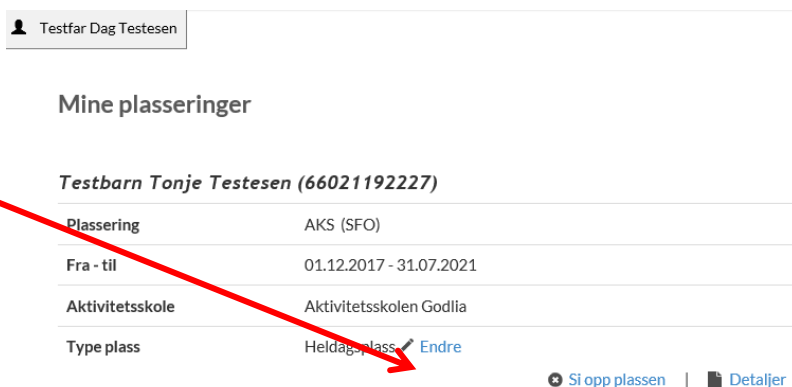 Testfar Dag Testesen
Mine plasseringer
Testbarn Tonje Testesen (66021192227)
Plassering AKS (SFO)
Fra - til 01.12.2017 - 31.07.2021
Aktivitetsskole Aktivitetsskolen Godlia
Type plass Heldagsplass Endre
Si opp plassen | Detaljer